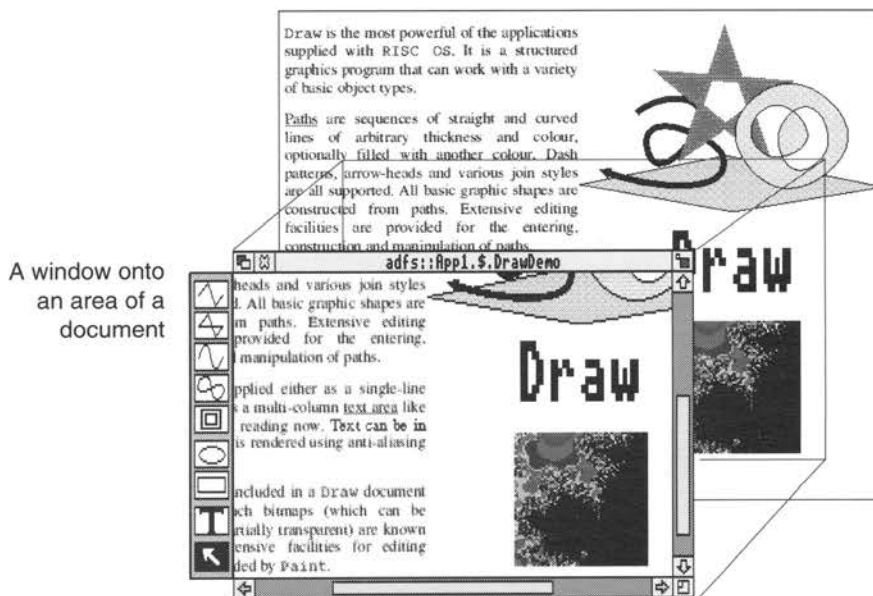 Draw is the most powerful of the applications
supplied with RISC OS. It is a structured
graphics program that can work with a variety
of basic object types.
Paths are sequences of straight and curved
lines of arbitrary thickness and colour,
optionally filled with another colour. Dash
patterns, arrow-heads and various join styles
are all supported. All basic graphic shapes are
constructed from paths. Extensive editing
facilities are provided for the entering,
construction and manipulation of paths.
raw
A window onto
an area of a
document
adfs::App1.$.DrawDemo
heads and various join styles
d. All basic graphic shapes are
m paths. Extensive editing
provided for the entering,
manipulation of paths.
pplied either as a single-line
s a multi-column text area like
reading now. Text can be in
is rendered using anti-aliasing
ncluded in a Draw document
ch bitmaps (which can be
rtially transparent) are known
ensive facilities for editing
ded by Paint.
Draw
T